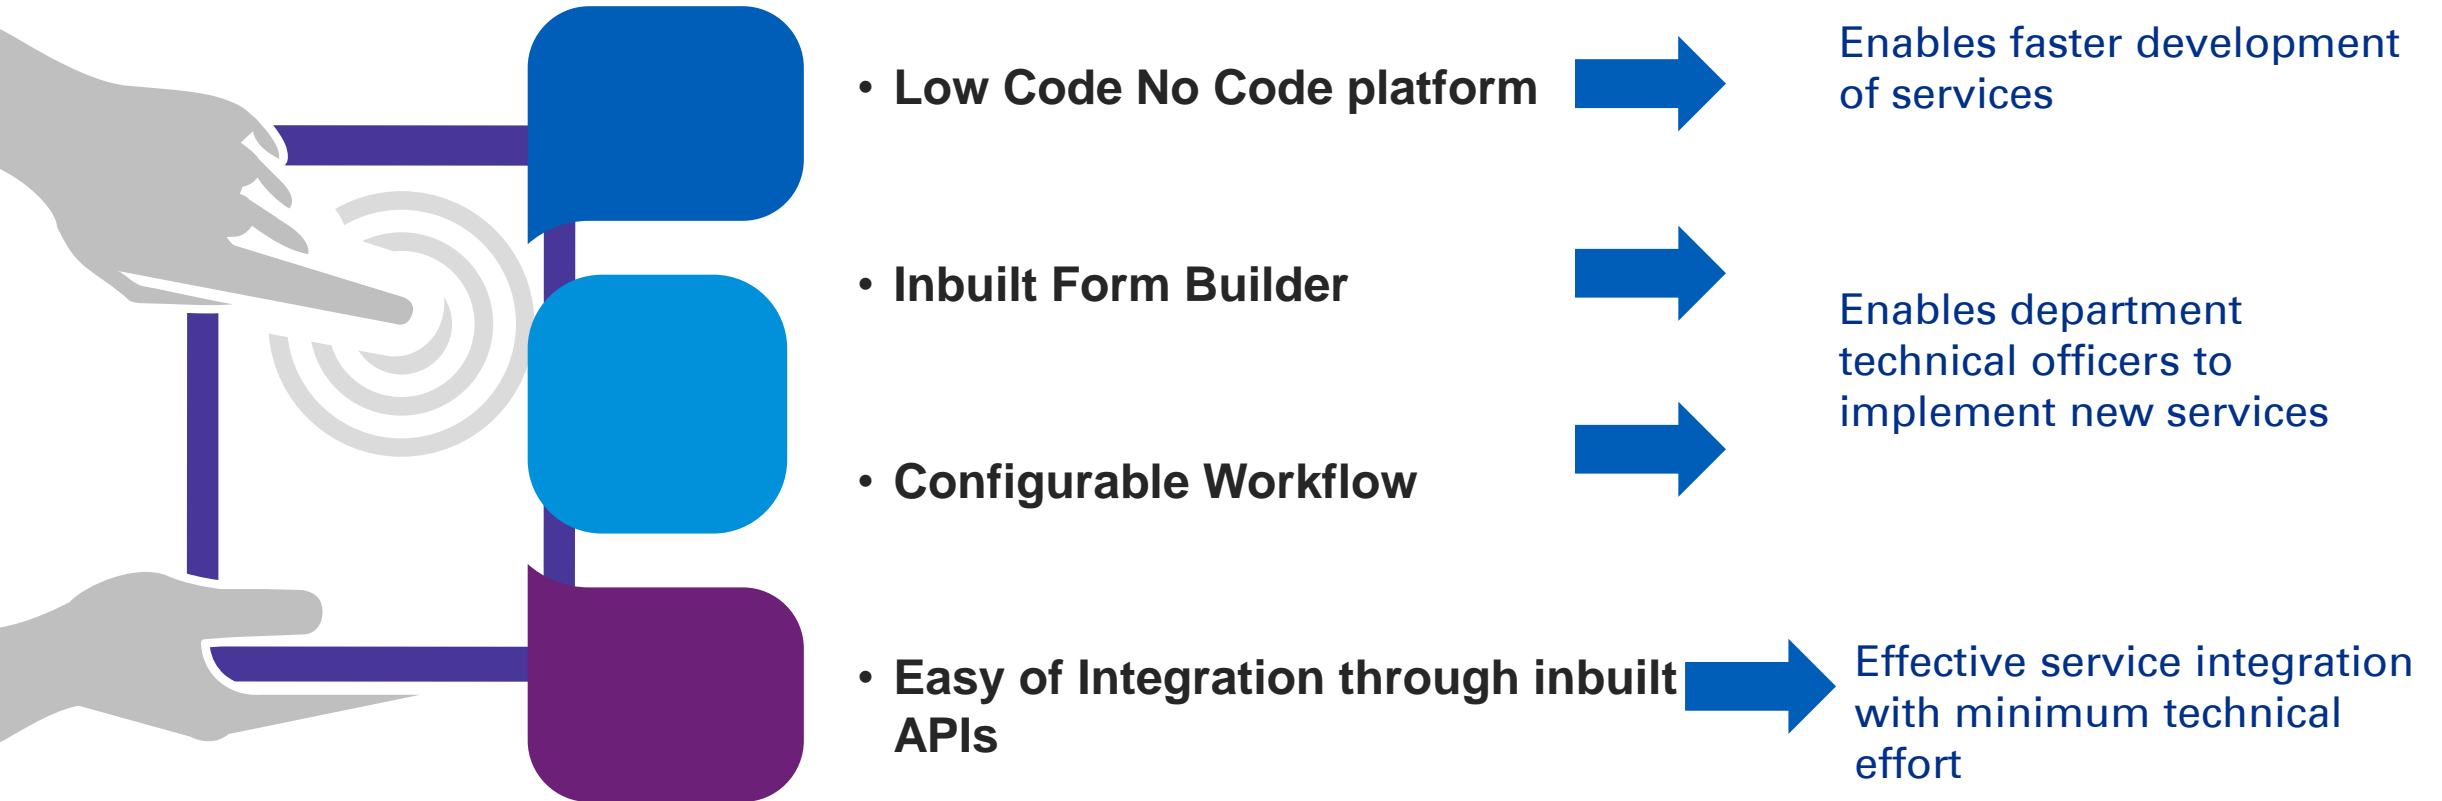 • Low Code No Code platform
Enables faster development
of services
• Inbuilt Form Builder
• Configurable Workflow
Enables department
technical officers to
implement new services
• Easy of Integration through inbuilt
APIs
Effective service integration
with minimum technical
effort